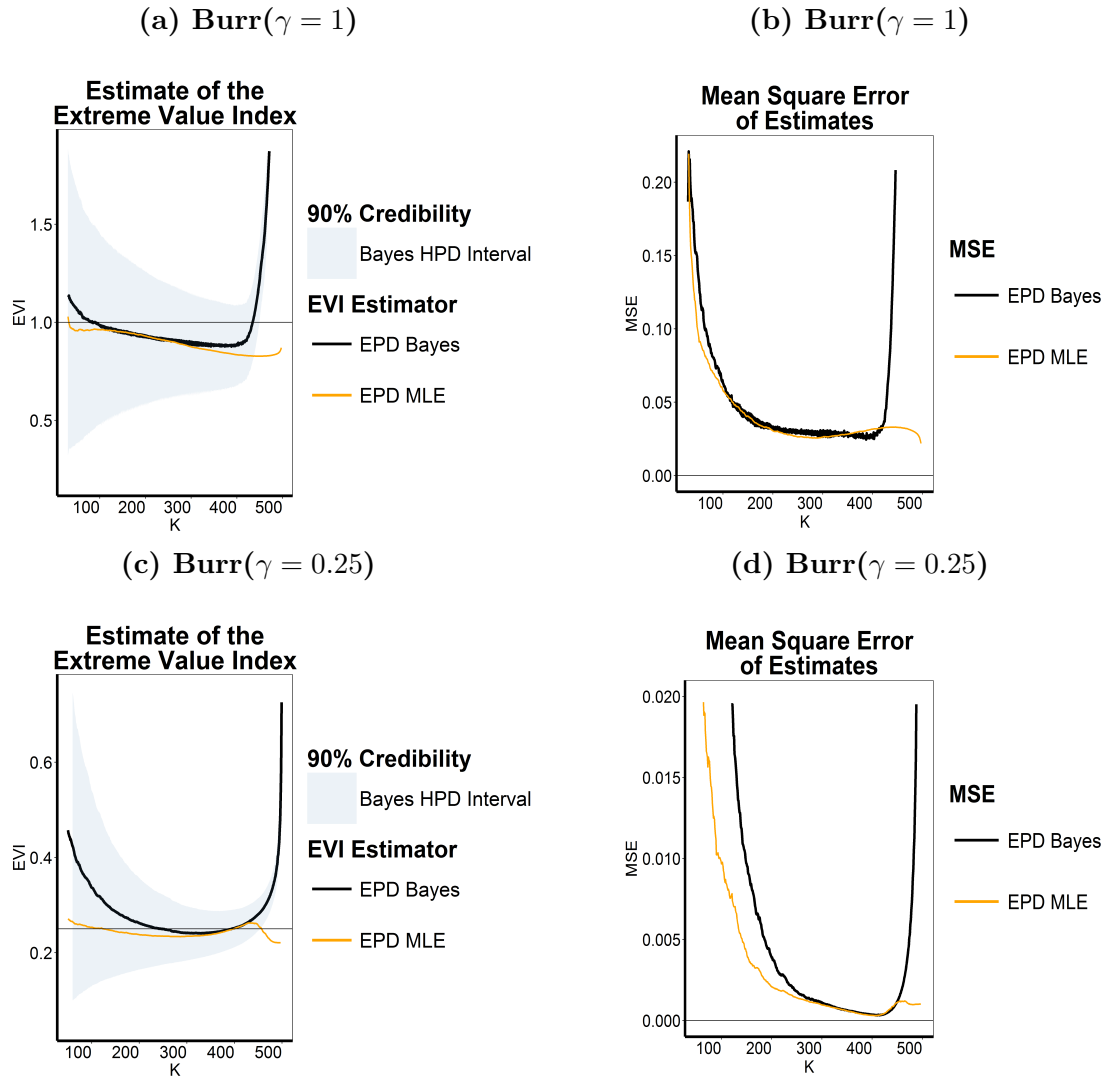 (a) Burr(γ = 1)
Estimate of the
Extreme Value Index
EVI
1.5
1.0
0.5
100 200 300 400 500
K
90% Credibility
Bayes HPD Interval
EVI Estimator
EPD Bayes
EPD MLE
(b) Burr(γ = 1)
Mean Square Error
of Estimates
MSE
0.20
0.15
0.10
0.05
0.00
100 200 300 400 500
K
MSE
EPD Bayes
EPD MLE
(c) Burr(γ = 0.25)
Estimate of the
Extreme Value Index
EVI
0.6
0.4
0.2
100 200 300 400 500
K
90% Credibility
Bayes HPD Interval
EVI Estimator
EPD Bayes
EPD MLE
(d) Burr(γ = 0.25)
Mean Square Error
of Estimates
MSE
0.020
0.015
0.010
0.005
0.000
100 200 300 400 500
K
MSE
EPD Bayes
EPD MLE